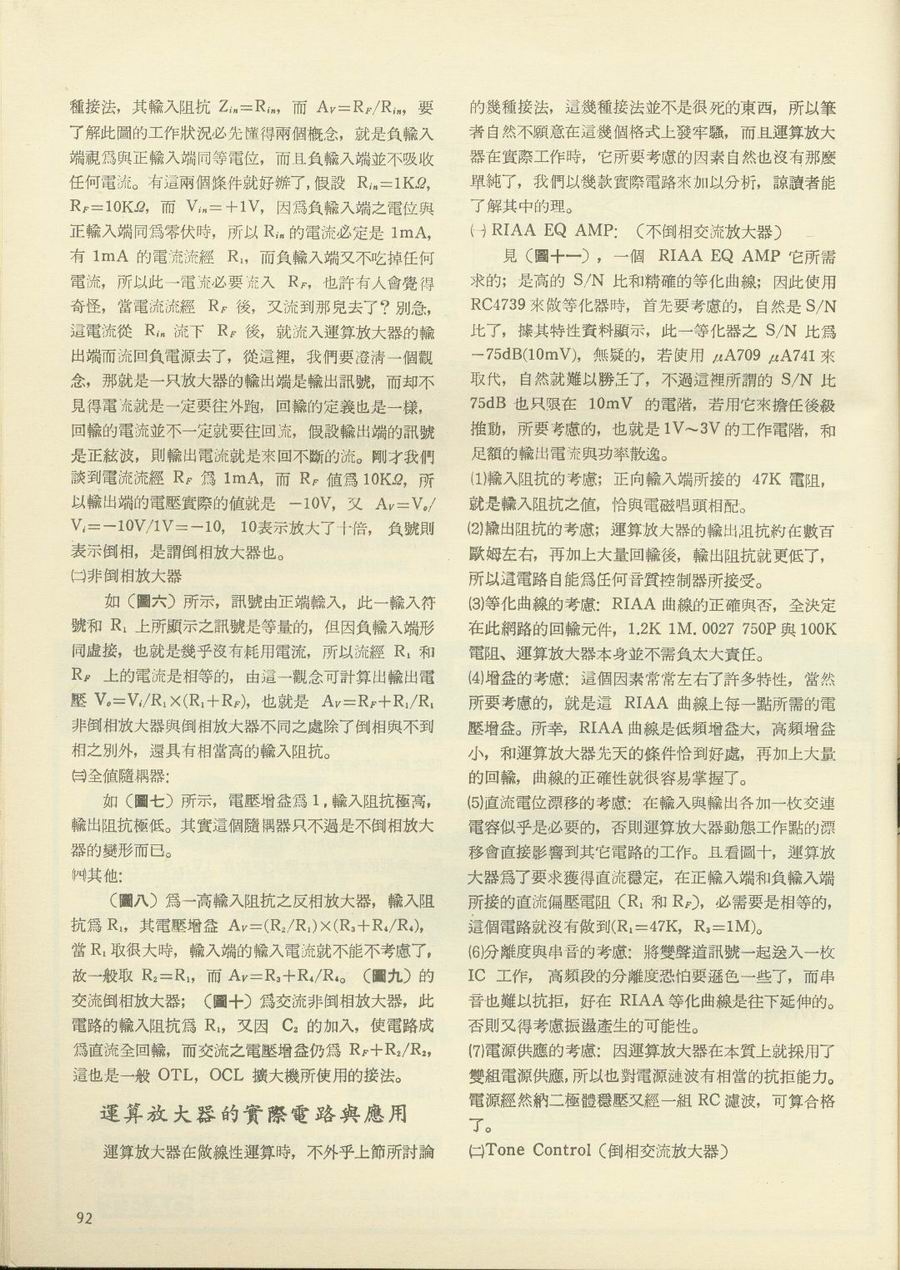 種接法，其輸入阻抗 Zin=Rin，而 AV=RF/Rin，要
了解此圖的工作狀況必先懂得兩個概念，就是負輸入
端視爲與正輸入端同等電位，而且負輸入端並不吸收
任何電流。有這兩個條件就好辦了，假設 Rin=1KΩ，
RF=10KΩ，而 Vin=+1V，因爲負輸入端之電位與
正輸入端同爲零伏時，所以 Rin 的電流必定是 1mA，
有 1mA 的電流流經 R1，而負輸入端又不吃掉任何
電流，所以此一電流必要流入 RF，也許有人會覺得
奇怪，當電流流經 RF 後，又流到那兒去了？別急，
這電流從 Rin 流下 RF 後，就流入運算放大器的輸
出端而流回負電源去了，從這裡，我們要澄清一個觀
念，那就是一只放大器的輸出端是輸出訊號，而却不
見得電流就是一定要往外跑，回輸的定義也是一樣，
回輸的電流並不一定就要往回流，假設輸出端的訊號
是正絃波，則輸出電流就是來回不斷的流。剛才我們
談到電流流經 RF 爲 1mA，而 RF 值爲 10KΩ，所
以輸出端的電壓實際的値就是 －10V，又 AV=Vo/
Vi=－10V/1V=－10，10表示放大了十倍，負號則
表示倒相，是謂倒相放大器也。
㈡非倒相放大器
如（圖六）所示，訊號由正端輸入，此一輸入符
號和 R1 上所顯示之訊號是等量的，但因負輸入端形
同虛接，也就是幾乎沒有耗用電流，所以流經 R1 和
RF 上的電流是相等的，由這一觀念可計算出輸出電
壓 Vo=Vi/R1×(R1+RF)，也就是 AV=RF+R1/R1
非倒相放大器與倒相放大器不同之處除了倒相與不到
相之別外，還具有相當高的輸入阻抗。
㈢全值隨耦器：
如（圖七）所示，電壓增益爲 1，輸入阻抗極高，
輸出阻抗極低。其實這個隨耦器只不過是不倒相放大
器的變形而已。
㈣其他：
（圖八）爲一高輸入阻抗之反相放大器，輸入阻
抗爲 R1，其電壓增益 AV=(R2/R1)×(R3+R4/R4)，
當 R1 取很大時，輸入端的輸入電流就不能不考慮了，
故一般取 R2=R1，而 AV=R3+R4/R4。（圖九）的
交流倒相放大器；（圖十）爲交流非倒相放大器，此
電路的輸入阻抗爲 R1，又因 C2 的加入，使電路成
爲直流全回輸，而交流之電壓增益仍爲 RF+R2/R2，
這也是一般 OTL，OCL 擴大機所使用的接法。
運算放大器的實際電路與應用
運算放大器在做線性運算時，不外乎上節所討論
的幾種接法，這幾種接法並不是很死的東西，所以筆
者自然不願意在這幾個格式上發牢騷，而且運算放大
器在實際工作時，它所要考慮的因素自然也沒有那麽
單純了，我們以幾款實際電路來加以分析，諒讀者能
了解其中的理。
㈠ RIAA EQ AMP：（不倒相交流放大器）
見（圖十一），一個 RIAA EQ AMP 它所需
求的；是高的 S/N 比和精確的等化曲線；因此使用
RC4739 來做等化器時，首先要考慮的，自然是 S/N
比了，據其特性資料顯示，此一等化器之 S/N 比爲
－75dB(10mV)，無疑的，若使用 μA709 μA741 來
取代，自然就難以勝王了，不過這裡所謂的 S/N 比
75dB 也只限在 10mV 的電階，若用它來擔任後級
推動，所要考慮的，也就是 1V～3V 的工作電階，和
足額的輸出電流與功率散逸。
⑴輸入阻抗的考慮；正向輸入端所接的 47K 電阻，
就是輸入阻抗之值，恰與電磁唱頭相配。
⑵輸出阻抗的考慮；運算放大器的輸出阻抗約在數百
歐姆左右，再加上大量回輸後，輸出阻抗就更低了，
所以這電路自能爲任何音質控制器所接受。
⑶等化曲線的考慮：RIAA 曲線的正確與否，全決定
在此網路的回輸元件，1.2K 1M. 0027 750P 與 100K
電阻、運算放大器本身並不需負太大責任。
⑷增益的考慮：這個因素常常左右了許多特性，當然
所要考慮的，就是這 RIAA 曲線上每一點所需的電
壓增益。所幸，RIAA 曲線是低頻增益大，高頻增益
小，和運算放大器先天的條件恰到好處，再加上大量
的回輸，曲線的正確性就很容易掌握了。
⑸直流電位漂移的考慮：在輸入與輸出各加一枚交連
電容似乎是必要的，否則運算放大器動態工作點的漂
移會直接影響到其它電路的工作。且看圖十，運算放
大器爲了要求獲得直流穩定，在正輸入端和負輸入端
所接的直流偏壓電阻 (R1 和 RF)，必需要是相等的，
這個電路就沒有做到(R1=47K，R3=1M)。
⑹分離度與串音的考慮：將雙聲道訊號一起送入一枚
IC 工作，高頻段的分離度恐怕要遜色一些了，而串
音也難以抗拒，好在 RIAA 等化曲線是往下延伸的。
否則又得考慮振盪產生的可能性。
⑺電源供應的考慮：因運算放大器在本質上就採用了
雙組電源供應，所以也對電源漣波有相當的抗拒能力。
電源經然納二極體穩壓又經一組 RC 濾波，可算合格
了。
㈡Tone Control（倒相交流放大器）
92